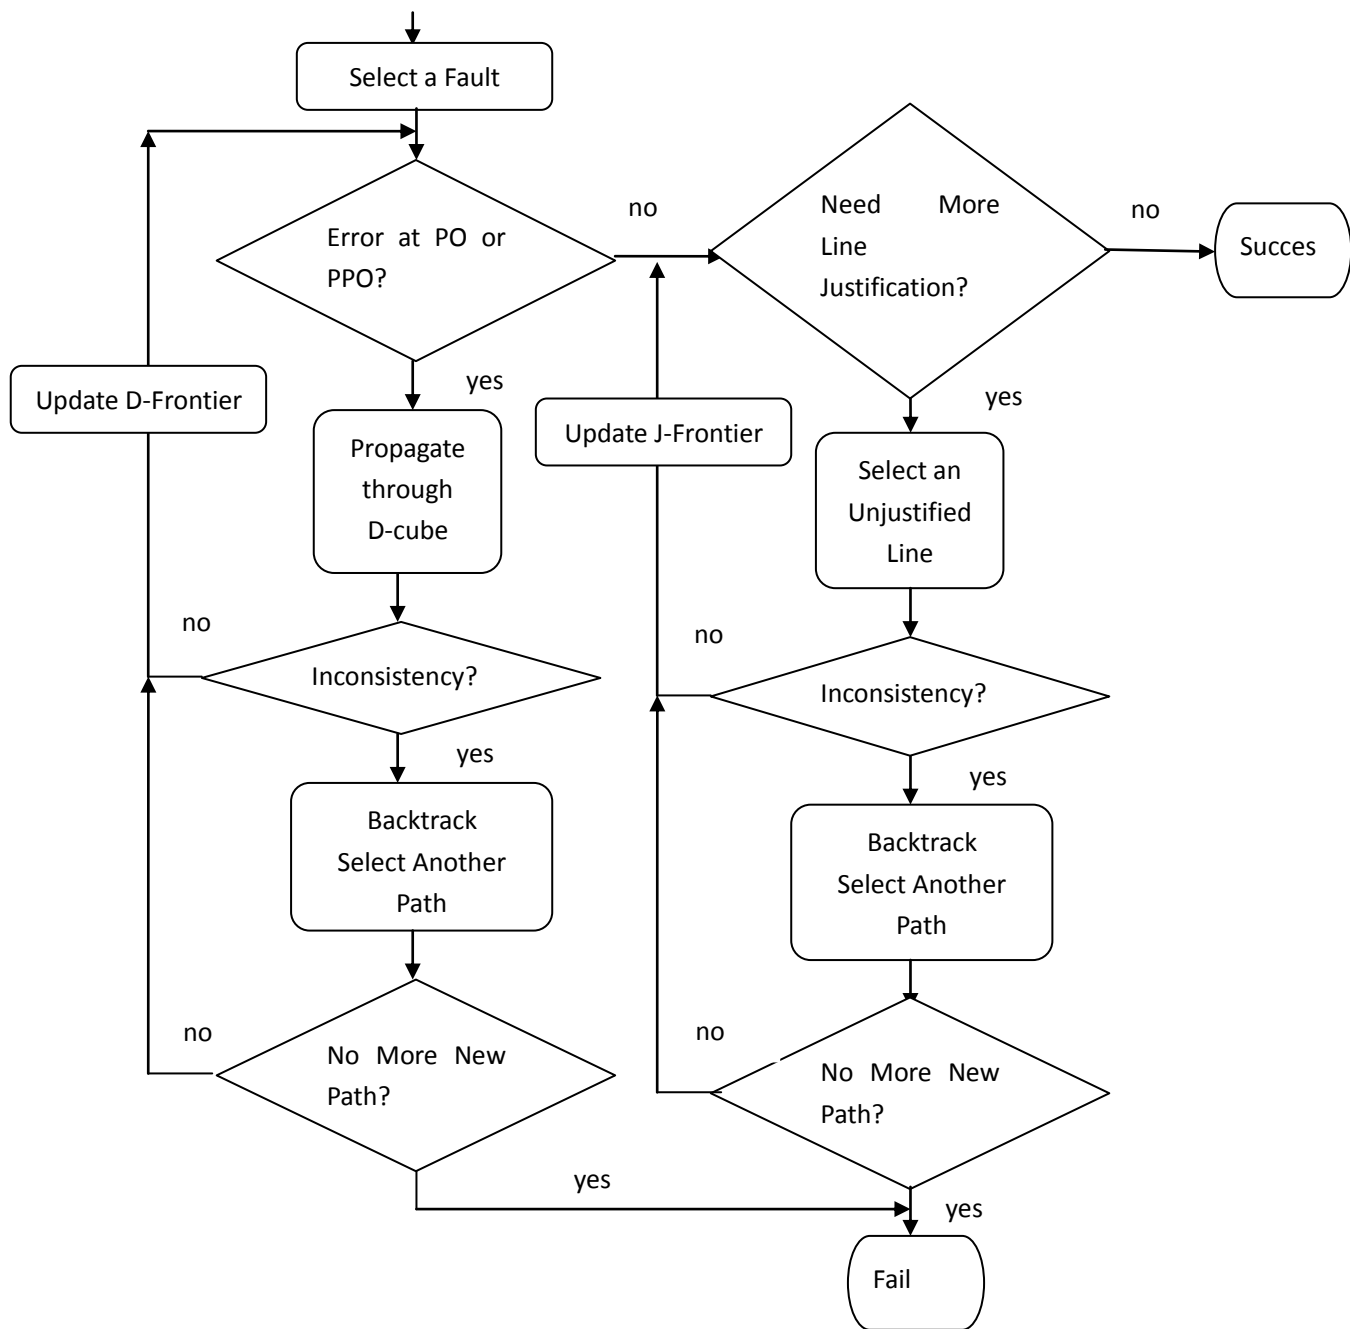 Select a Fault
Error at PO or
PPO?
no
yes
Update D-Frontier
Propagate
through
D-cube
no
Inconsistency?
yes
Backtrack
Select Another
Path
no
No More New
Path?
yes
Need More
Line
Justification?
no
Succes
yes
Update J-Frontier
Select an
Unjustified
Line
no
Inconsistency?
yes
Backtrack
Select Another
Path
no
No More New
Path?
yes
Fail